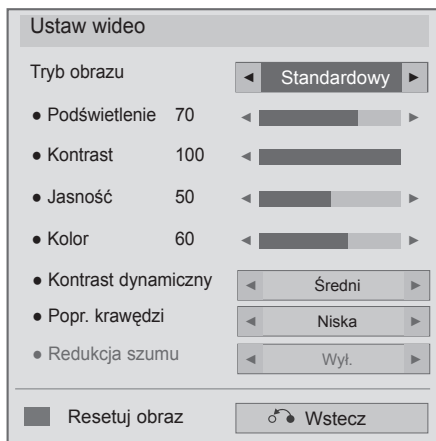 Ustaw wideo
Tryb obrazu ◄ Standardowy ►
● Podświetlenie 70 ◄ ►
● Kontrast 100 ◄
● Jasność 50 ◄ ►
● Kolor 60 ◄ ►
● Kontrast dynamiczny ◄ Średni ►
● Popr. krawędzi ◄ Niska ►
● Redukcja szumu ◄ Wył. ►
Resetuj obraz Wstecz